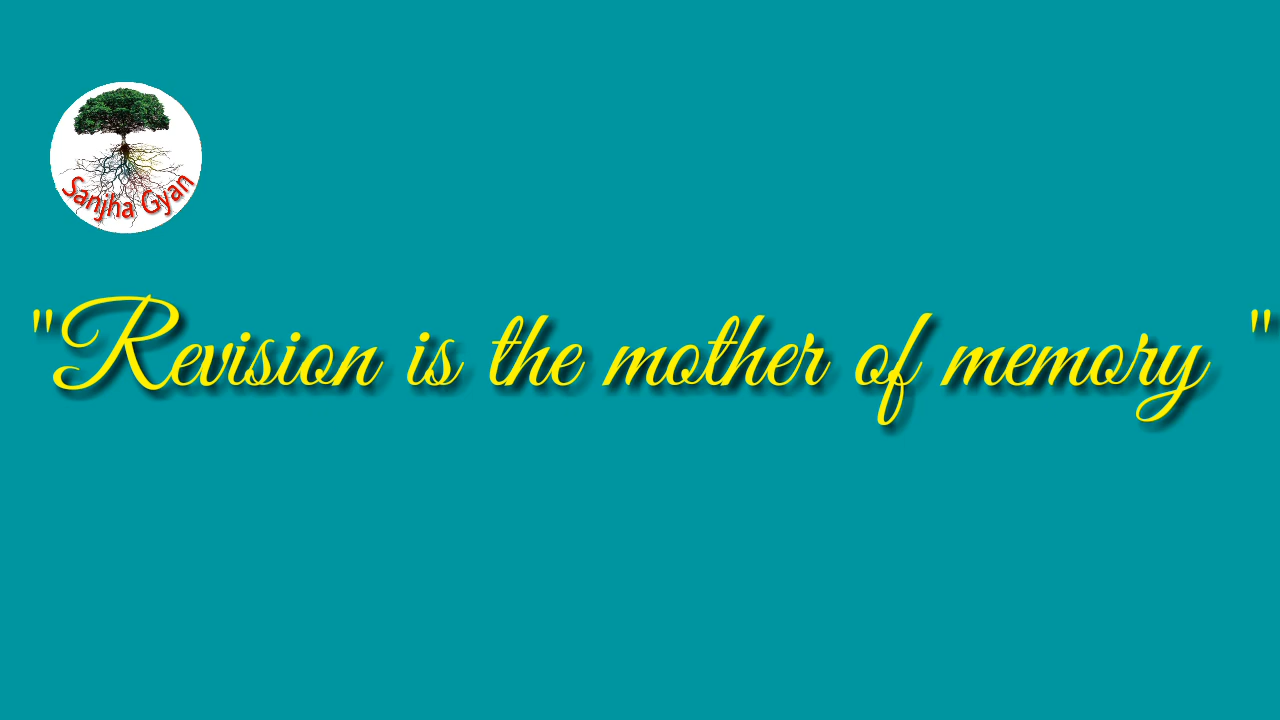 Sanjha Gyan
"Revision is the mother of memory "